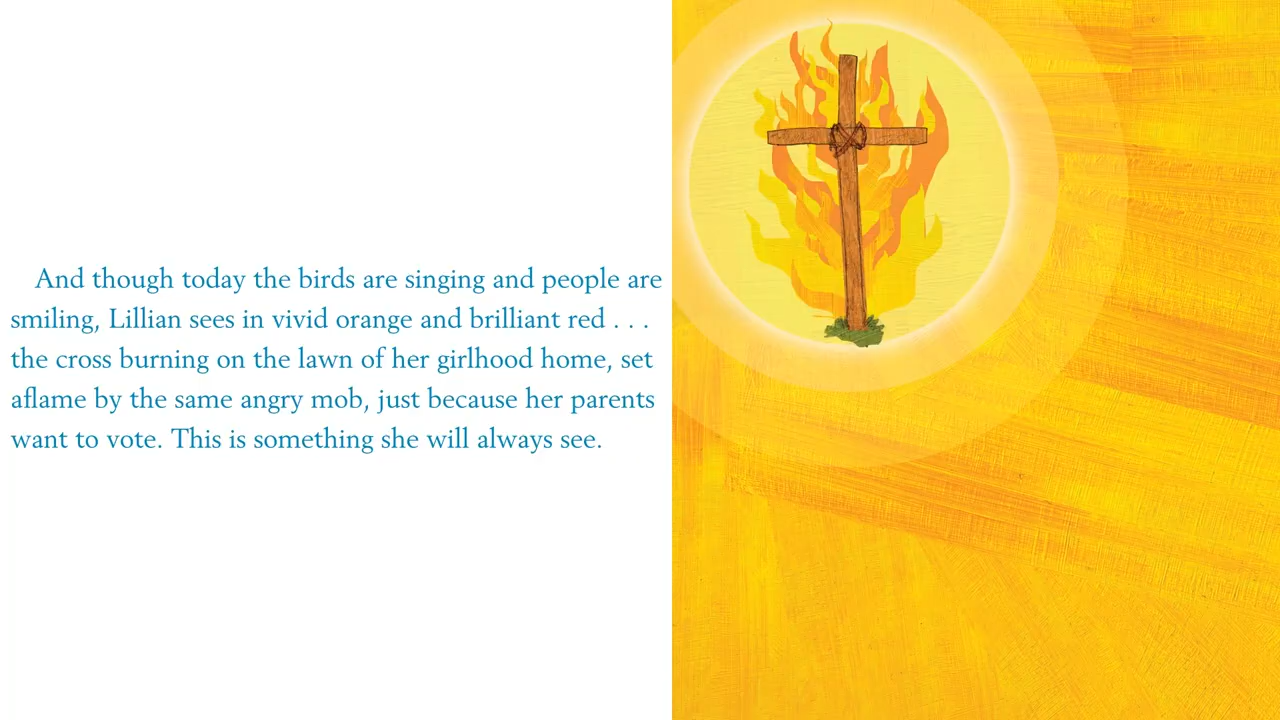 And though today the birds are singing and people are
smiling, Lillian sees in vivid orange and brilliant red . . .
the cross burning on the lawn of her girlhood home, set
aflame by the same angry mob, just because her parents
want to vote. This is something she will always see.